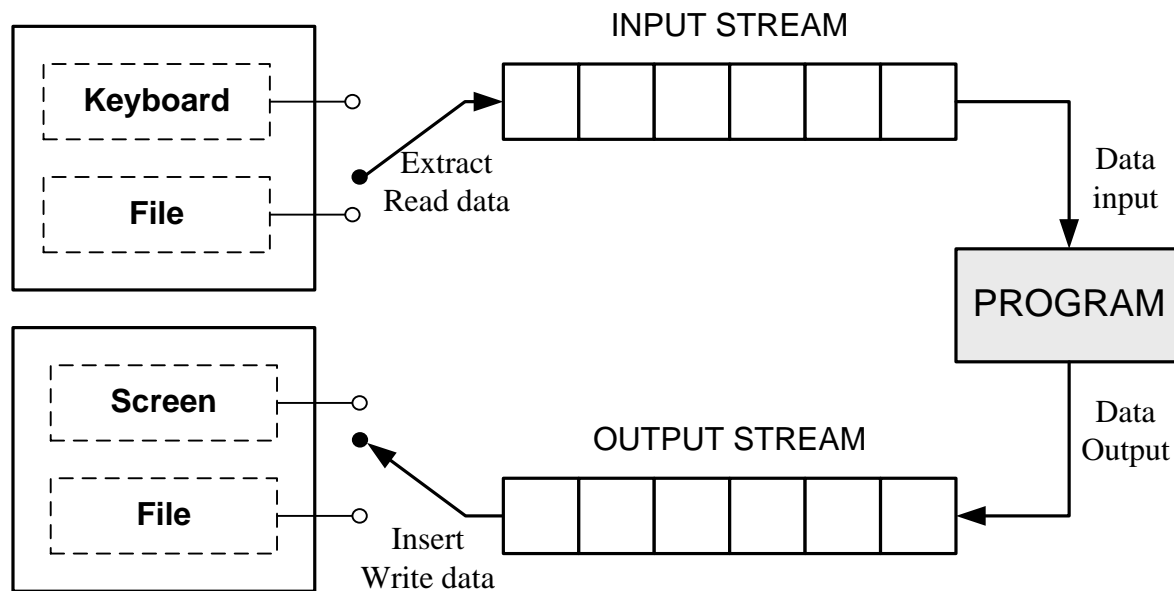 INPUT STREAM
Keyboard
File
Extract
Read data
Data
input
PROGRAM
Screen
File
OUTPUT STREAM
Data
Output
Insert
Write data